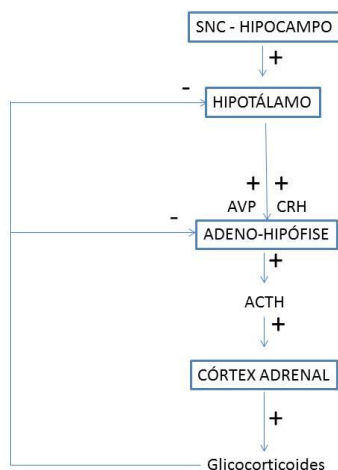 SNC - HIPOCAMPO
+
-
HIPOTÁLAMO
+ +
AVP CRH
-
ADENO-HIPÓFISE
+
ACTH
+
CÓRTEX ADRENAL
+
Glicocorticoides